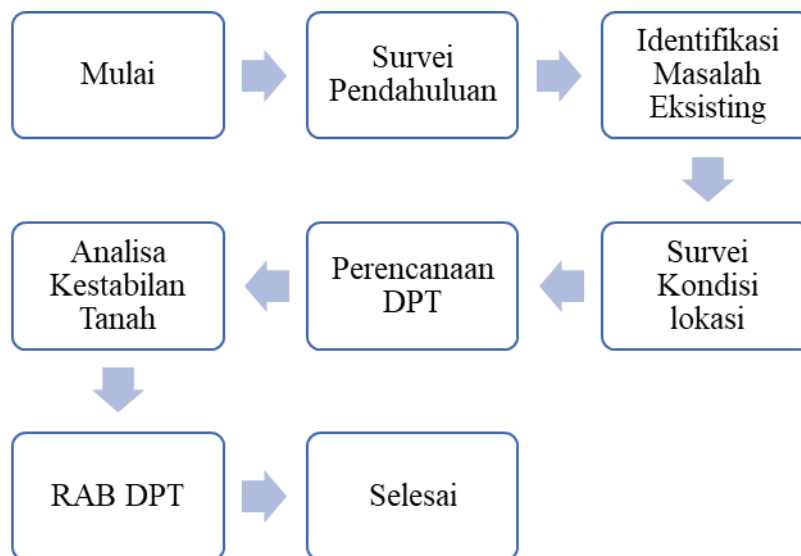 Mulai
Survei
Pendahuluan
Identifikasi
Masalah
Eksisting
Survei
Kondisi
lokasi
Perencanaan
DPT
Analisa
Kestabilan
Tanah
RAB DPT
Selesai